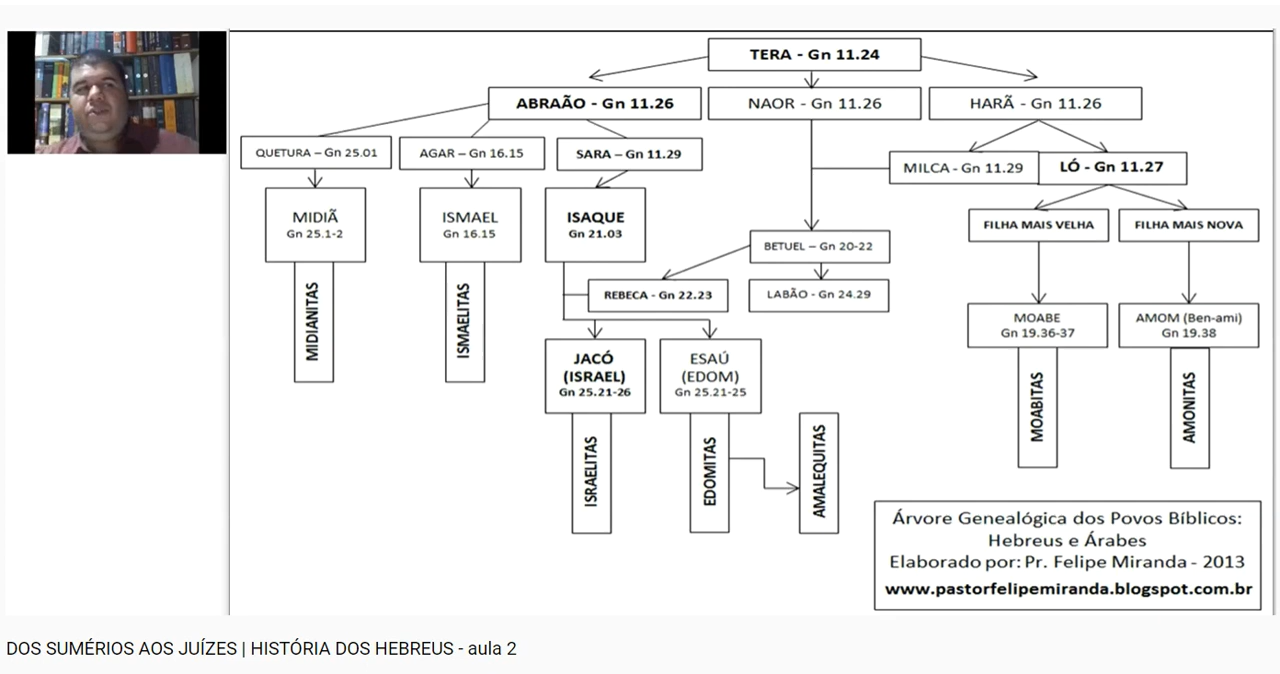 TERA - Gn 11.24
ABRAÃO - Gn 11.26
NAOR - Gn 11.26
HARÃ - Gn 11.26
QUETURA – Gn 25.01
AGAR – Gn 16.15
SARA – Gn 11.29
MILCA - Gn 11.29
LÓ - Gn 11.27
MIDIÃ
Gn 25.1-2
ISMAEL
Gn 16.15
ISAQUE
Gn 21.03
FILHA MAIS VELHA
FILHA MAIS NOVA
BETUEL – Gn 20-22
REBECA - Gn 22.23
LABÃO - Gn 24.29
MIDIANITAS
ISMAELITAS
MOABE
Gn 19.36-37
AMOM (Ben-ami)
Gn 19.38
JACÓ
(ISRAEL)
Gn 25.21-26
ESAÚ
(EDOM)
Gn 25.21-25
MOABITAS
AMONITAS
ISRAELITAS
EDOMITAS
AMALEQUITAS
Árvore Genealógica dos Povos Bíblicos:
Hebreus e Árabes
Elaborado por: Pr. Felipe Miranda - 2013
www.pastorfelipemiranda.blogspot.com.br
DOS SUMÉRIOS AOS JUÍZES | HISTÓRIA DOS HEBREUS - aula 2